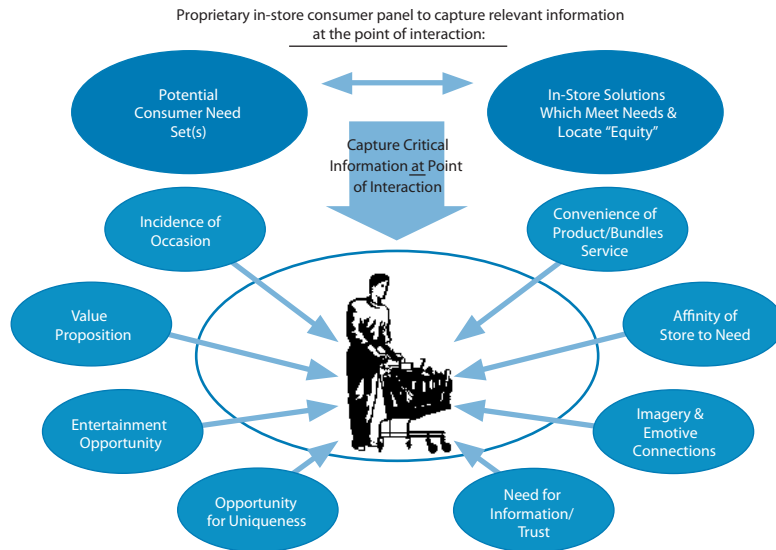 Proprietary in-store consumer panel to capture relevant information
at the point of interaction:
Potential
Consumer Need
Set(s)
In-Store Solutions
Which Meet Needs &
Locate “Equity”
Capture Critical
Information at Point
of Interaction
Incidence of
Occasion
Convenience of
Product/Bundles
Service
Value
Proposition
Affinity of
Store to Need
Entertainment
Opportunity
Imagery &
Emotive
Connections
Opportunity
for Uniqueness
Need for
Information/
Trust